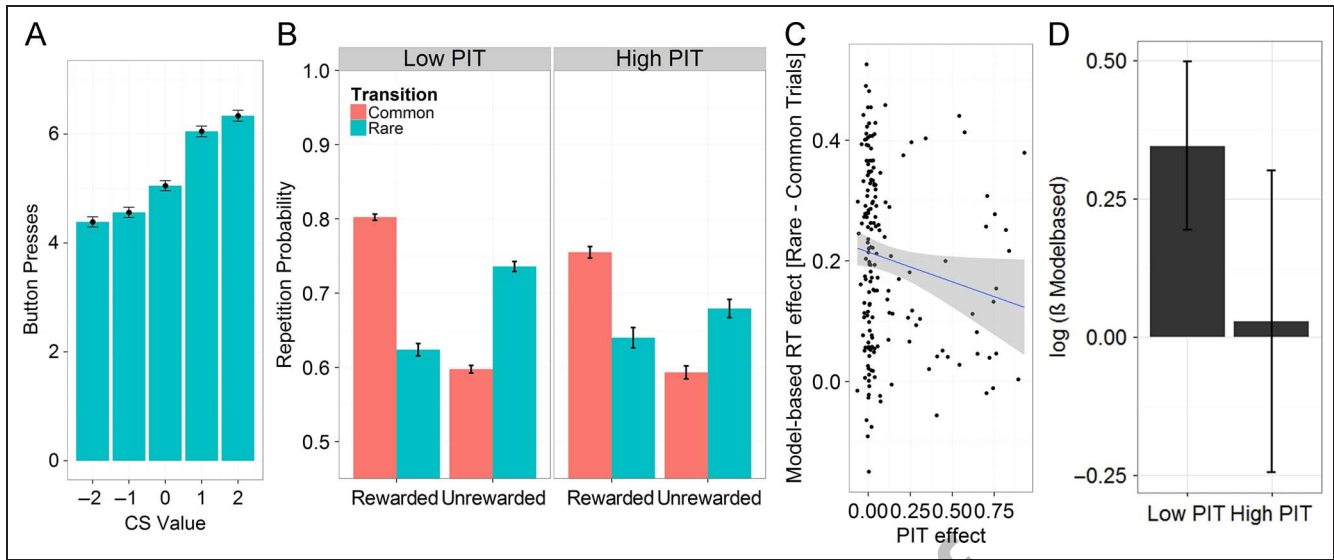 A
Button Presses
6
4
2
0
−2 −1 0 1 2
CS Value
B
Low PIT High PIT
Transition
Common
Rare
Repetition Probability
1.0
0.9
0.8
0.7
0.6
0.5
Rewarded Unrewarded Rewarded Unrewarded
C
Model-based RT effect [Rare - Common Trials]
0.4
0.2
0.0
0.00 0.25 0.50 0.75
PIT effect
D
log (ß Modelbased)
0.50
0.25
0.00
−0.25
Low PIT High PIT